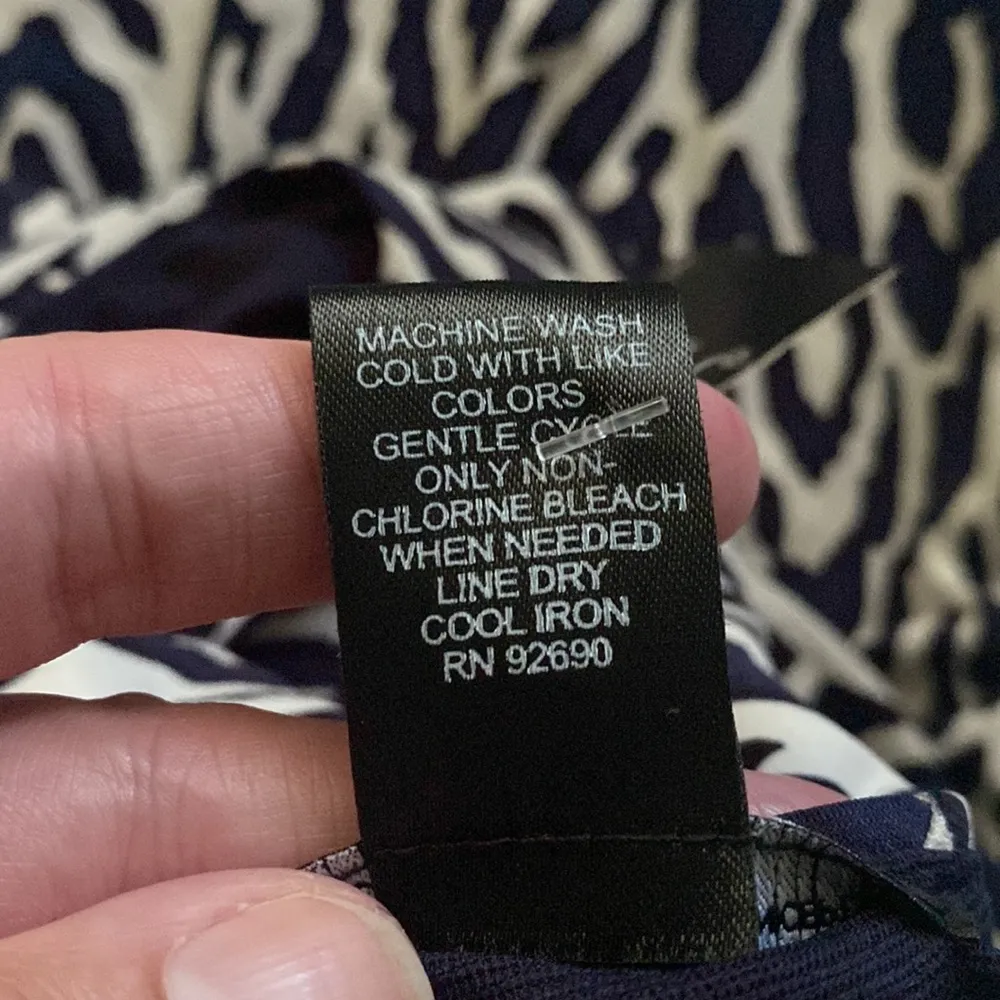 MACHINE WASH
COLD WITH LIKE
COLORS
GENTLE CYCLE
ONLY NON-
CHLORINE BLEACH
WHEN NEEDED
LINE DRY
COOL IRON
RN 92690